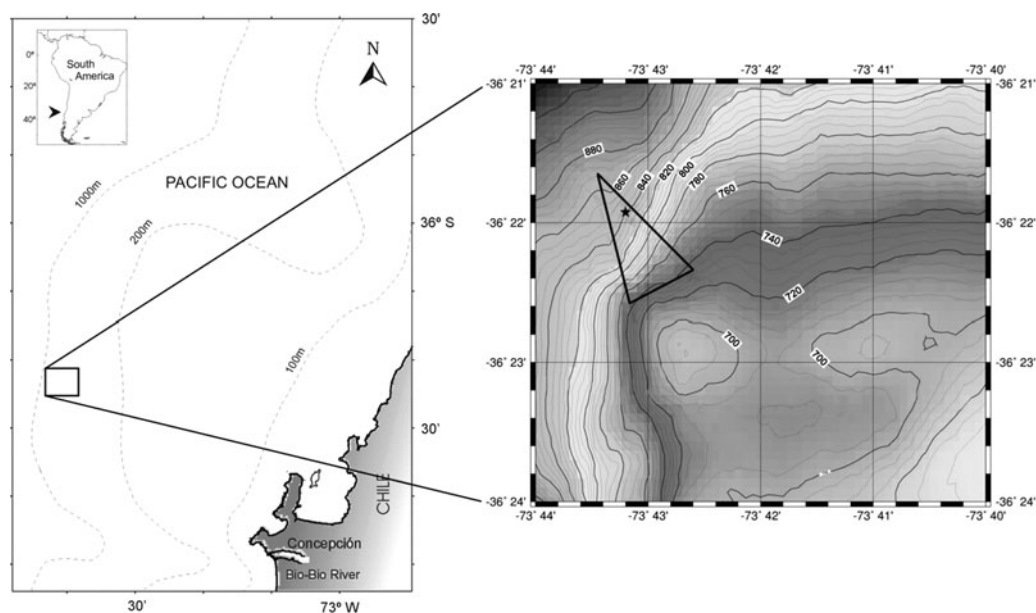 30'
0°
20
40°
South
America
N
PACIFIC OCEAN
1000m
200m
36° S
100m
30'
CHILE
Concepción
Bio-Bio River
30'
73° W
-73° 44
-73° 43
-73° 42
-73° 41
-73° 40
-36° 21'
-36° 21'
880
860
840
820
800
780
760
-36° 22'
-36° 22'
740
720
700
700
-36° 23'
-36° 23'
-36° 24'
-36° 24'
-73° 44
-73° 43
-73° 42
-73° 41
-73° 40